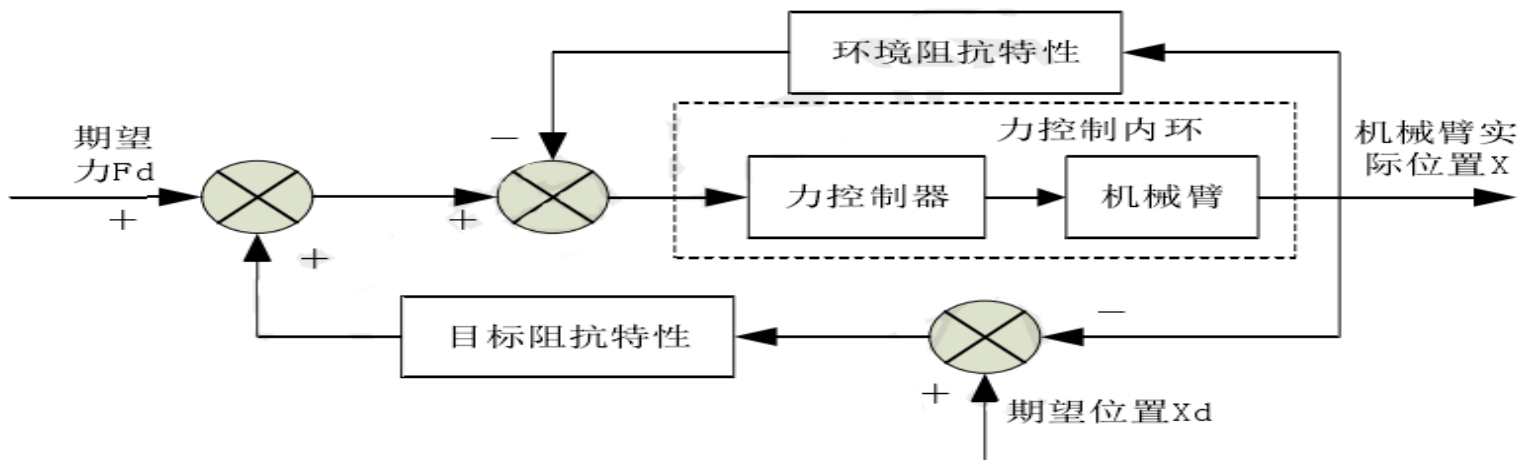 环境阻抗特性
力控制内环
期望
力Fd
机械臂实
际位置X
力控制器
机械臂
−
+
+
+
目标阻抗特性
−
+
期望位置Xd